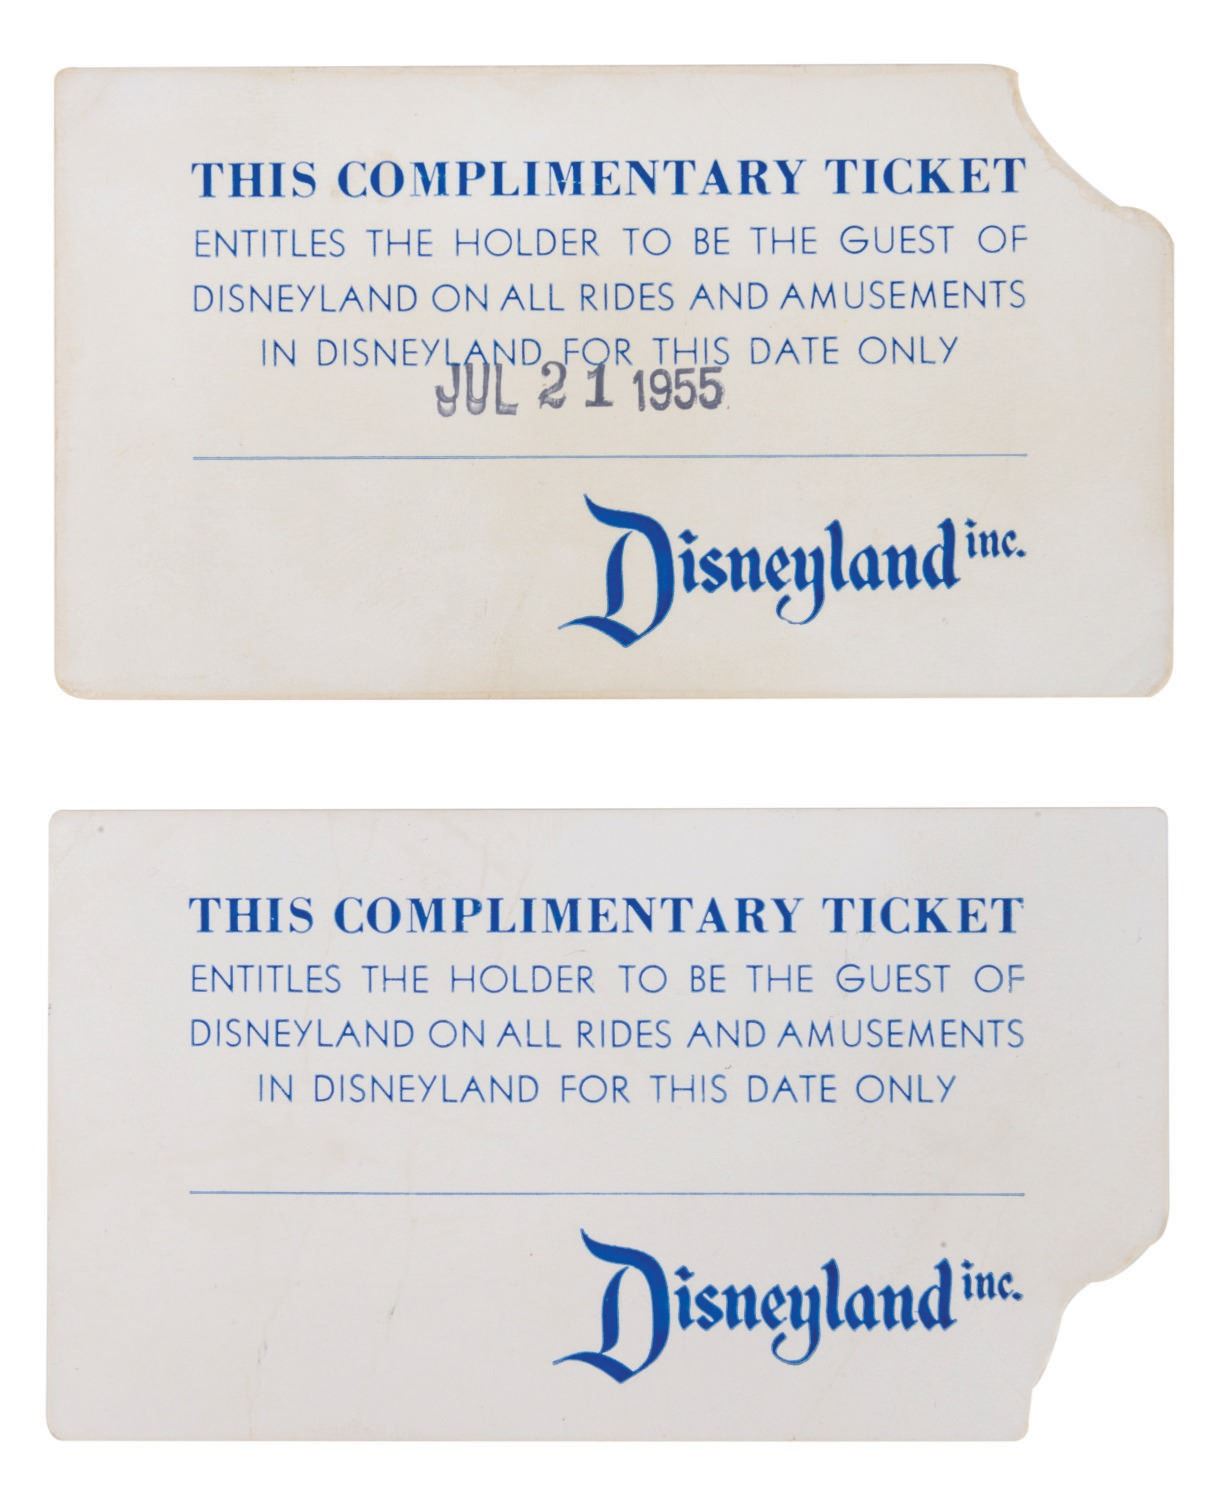 THIS COMPLIMENTARY TICKET
ENTITLES THE HOLDER TO BE THE GUEST OF
DISNEYLAND ON ALL RIDES AND AMUSEMENTS
IN DISNEYLAND FOR THIS DATE ONLY
JUL 21 1955
Disneyland inc.
THIS COMPLIMENTARY TICKET
ENTITLES THE HOLDER TO BE THE GUEST OF
DISNEYLAND ON ALL RIDES AND AMUSEMENTS
IN DISNEYLAND FOR THIS DATE ONLY
Disneyland inc.